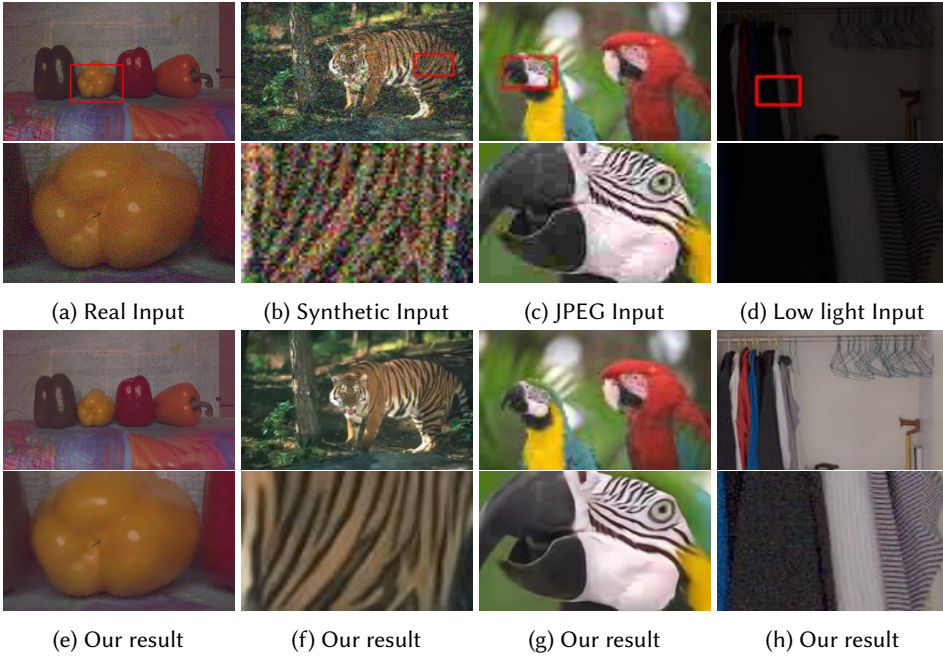 (a) Real Input
(b) Synthetic Input
(c) JPEG Input
(d) Low light Input
(e) Our result
(f) Our result
(g) Our result
(h) Our result